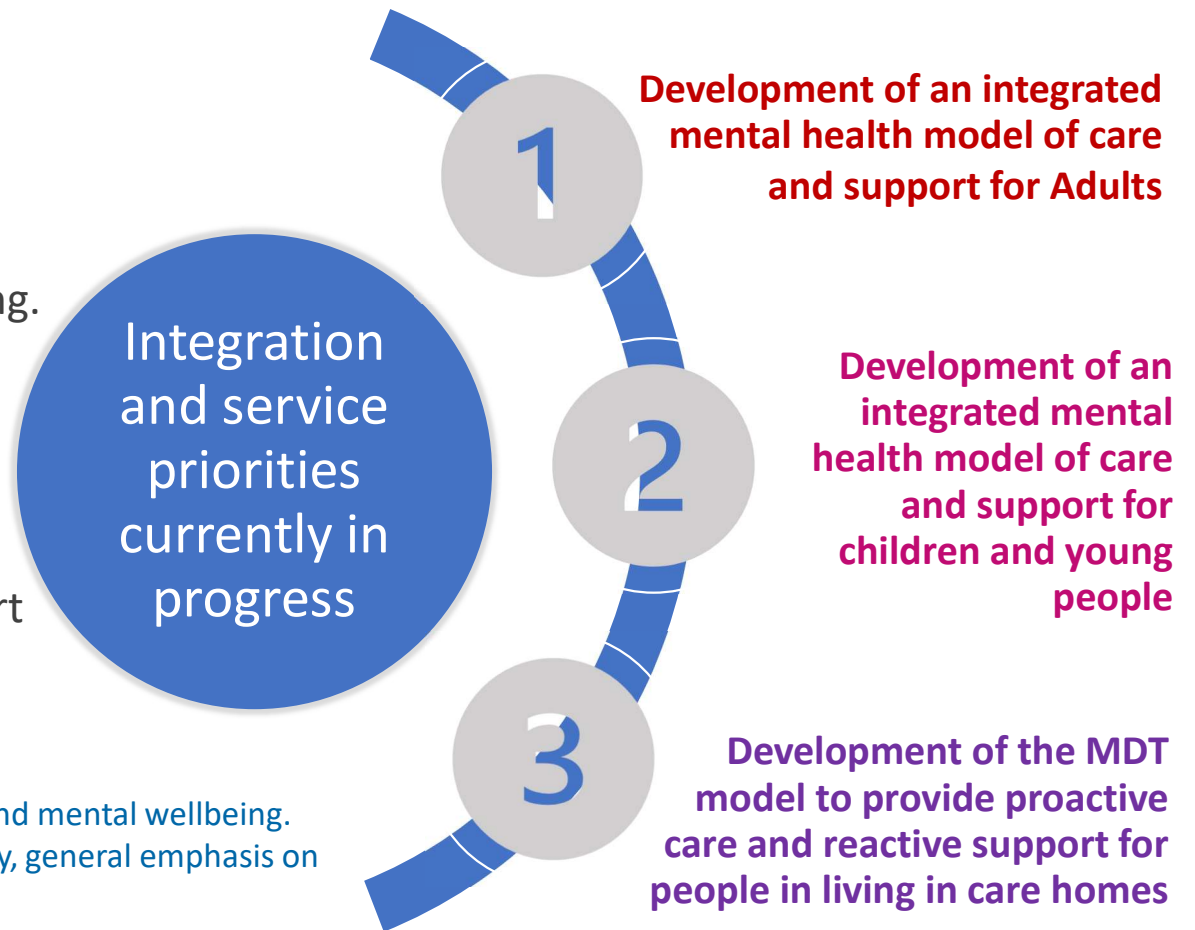 ng.
rt
nd mental wellbeing.
y, general emphasis on
Integration
and service
priorities
currently in
progress
1
Development of an integrated
mental health model of care
and support for Adults
2
Development of an
integrated mental
health model of care
and support for
children and young
people
3
Development of the MDT
model to provide proactive
care and reactive support for
people in living in care homes